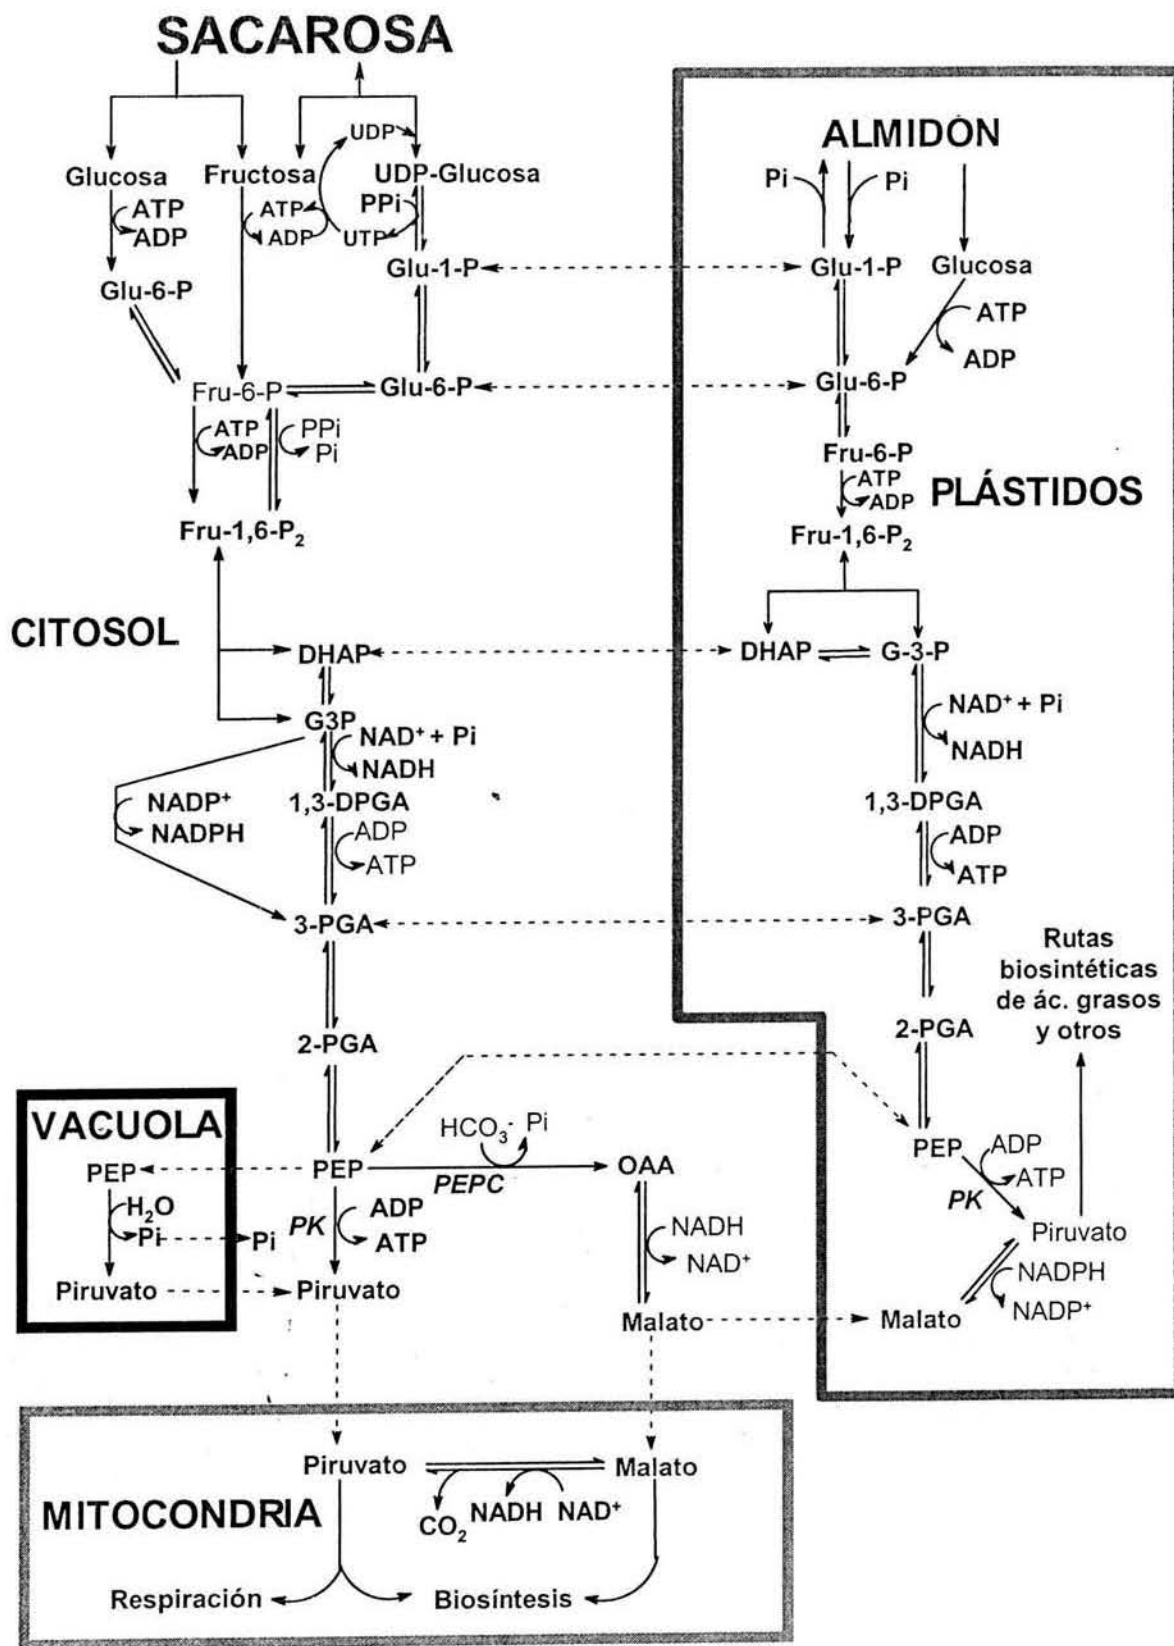 SACAROSA
Glucosa
Fructosa
UDP
UDP-Glucosa
ATP
ADP
ATP
ADP
PPi
UTP
Glu-1-P
Glu-6-P
Fru-6-P
Glu-6-P
ATP
ADP
PPi
Pi
Fru-1,6-P₂
CITOSOL
DHAP
G3P
NAD⁺ + Pi
NADH
NADP⁺
NADPH
1,3-DPGA
ADP
ATP
3-PGA
2-PGA
PEP
HCO₃⁻
Pi
PEPC
OAA
PK
ADP
ATP
NADH
NAD⁺
Piruvato
Malato
VACUOLA
PEP
H₂O
Pi
Pi
Piruvato
ALMIDÓN
Pi
Pi
Glu-1-P
Glucosa
ATP
ADP
Glu-6-P
Fru-6-P
ATP
ADP
PLÁSTIDOS
Fru-1,6-P₂
DHAP
G-3-P
NAD⁺ + Pi
NADH
1,3-DPGA
ADP
ATP
3-PGA
Rutas
biosintéticas
de ác. grasos
y otros
2-PGA
PEP
ADP
ATP
PK
Piruvato
NADPH
NADP⁺
Malato
MITOCONDRIA
Piruvato
Malato
CO₂
NADH
NAD⁺
Respiración
Biosíntesis